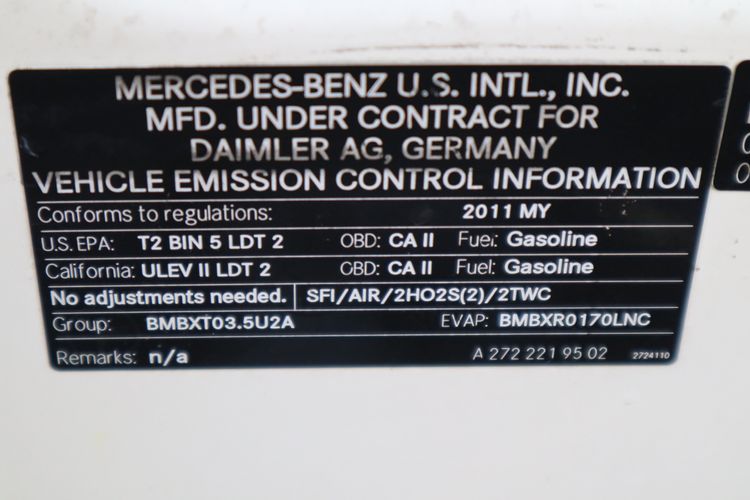 MERCEDES-BENZ U.S. INTL., INC.
MFD. UNDER CONTRACT FOR
DAIMLER AG, GERMANY
VEHICLE EMISSION CONTROL INFORMATION
Conforms to regulations: 2011 MY
U.S. EPA: T2 BIN 5 LDT 2 OBD: CA II Fuel: Gasoline
California: ULEV II LDT 2 OBD: CA II Fuel: Gasoline
No adjustments needed. SFI/AIR/2HO2S(2)/2TWC
Group: BMBXT03.5U2A EVAP: BMBXR0170LNC
Remarks: n/a A 272 221 95 02 2724110